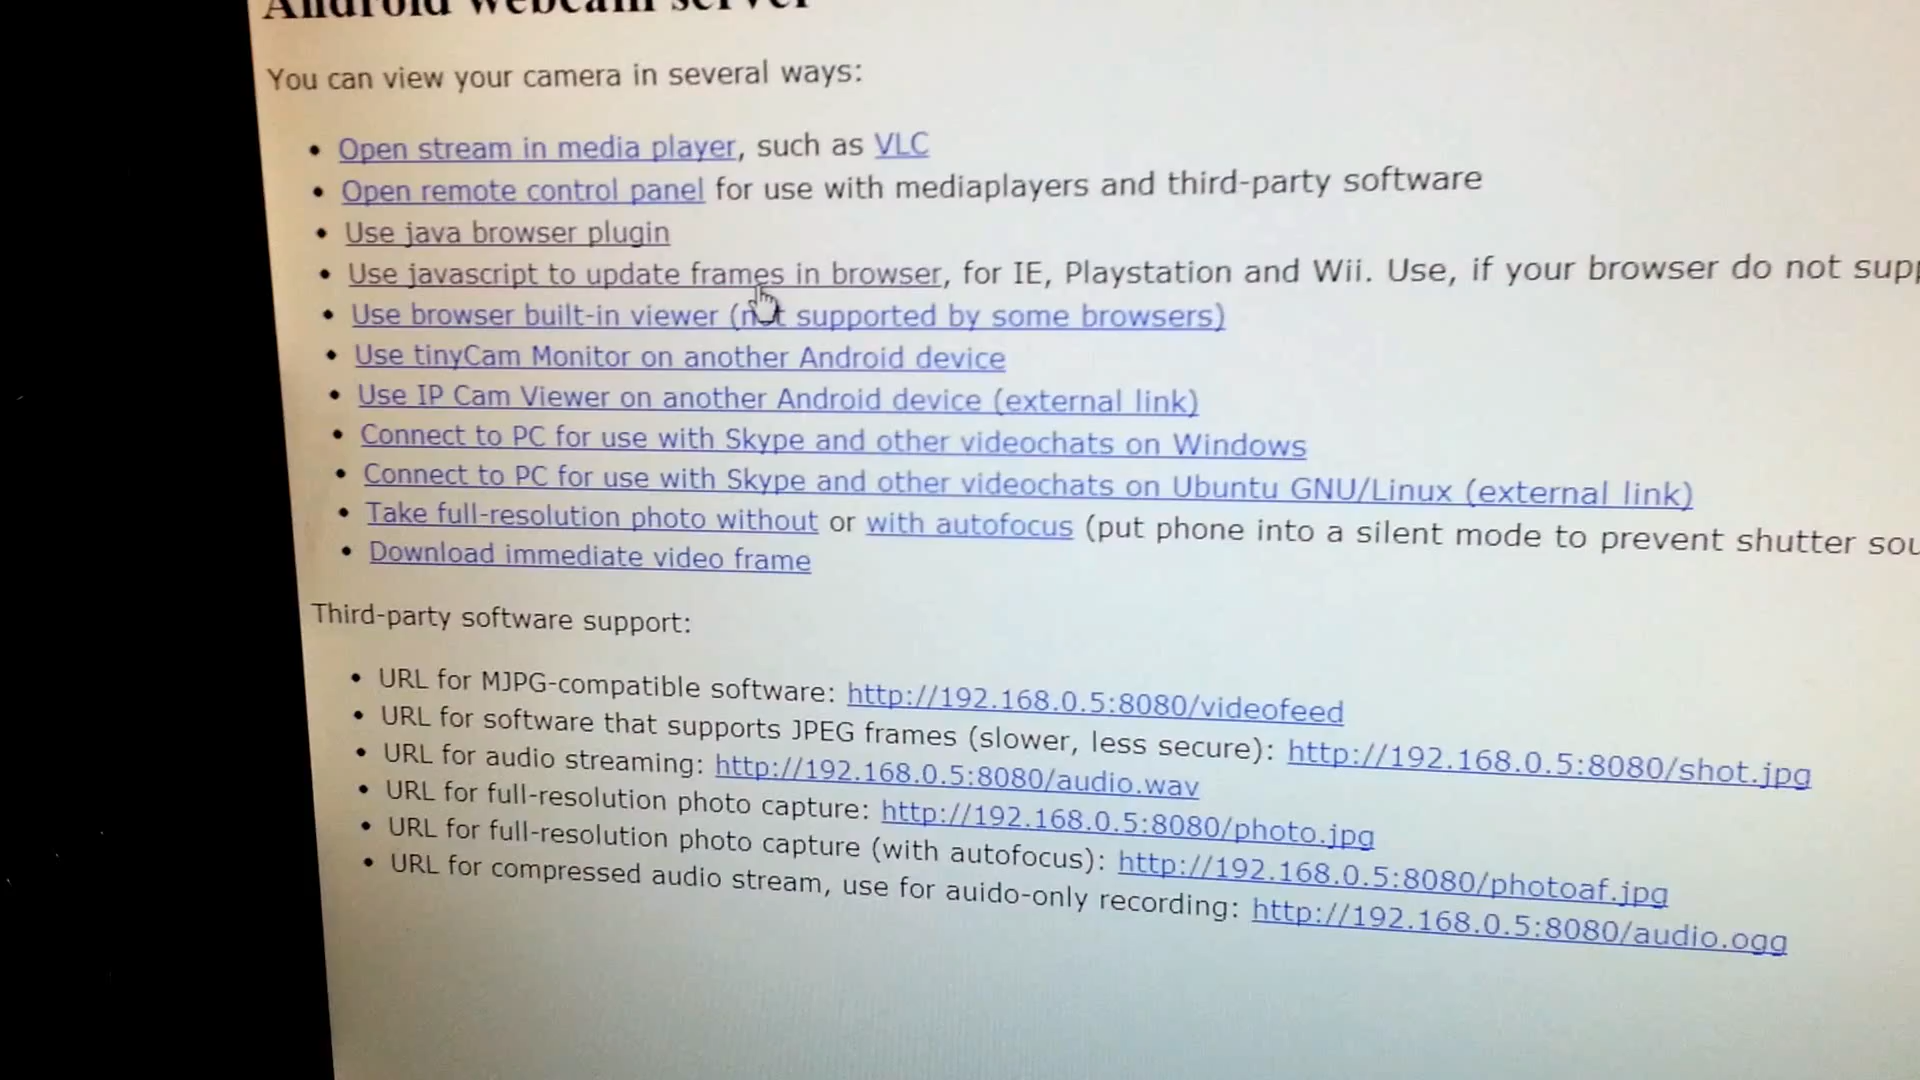 Android webcam server
You can view your camera in several ways:
Open stream in media player, such as VLC
Open remote control panel for use with mediaplayers and third-party software
Use java browser plugin
Use javascript to update frames in browser, for IE, Playstation and Wii. Use, if your browser do not supp
Use browser built-in viewer (not supported by some browsers)
Use tinyCam Monitor on another Android device
Use IP Cam Viewer on another Android device (external link)
Connect to PC for use with Skype and other videochats on Windows
Connect to PC for use with Skype and other videochats on Ubuntu GNU/Linux (external link)
Take full-resolution photo without or with autofocus (put phone into a silent mode to prevent shutter sou
Download immediate video frame
Third-party software support:
URL for MJPG-compatible software: http://192.168.0.5:8080/videofeed
URL for software that supports JPEG frames (slower, less secure): http://192.168.0.5:8080/shot.jpg
URL for audio streaming: http://192.168.0.5:8080/audio.wav
URL for full-resolution photo capture: http://192.168.0.5:8080/photo.jpg
URL for full-resolution photo capture (with autofocus): http://192.168.0.5:8080/photoaf.jpg
URL for compressed audio stream, use for auido-only recording: http://192.168.0.5:8080/audio.ogg